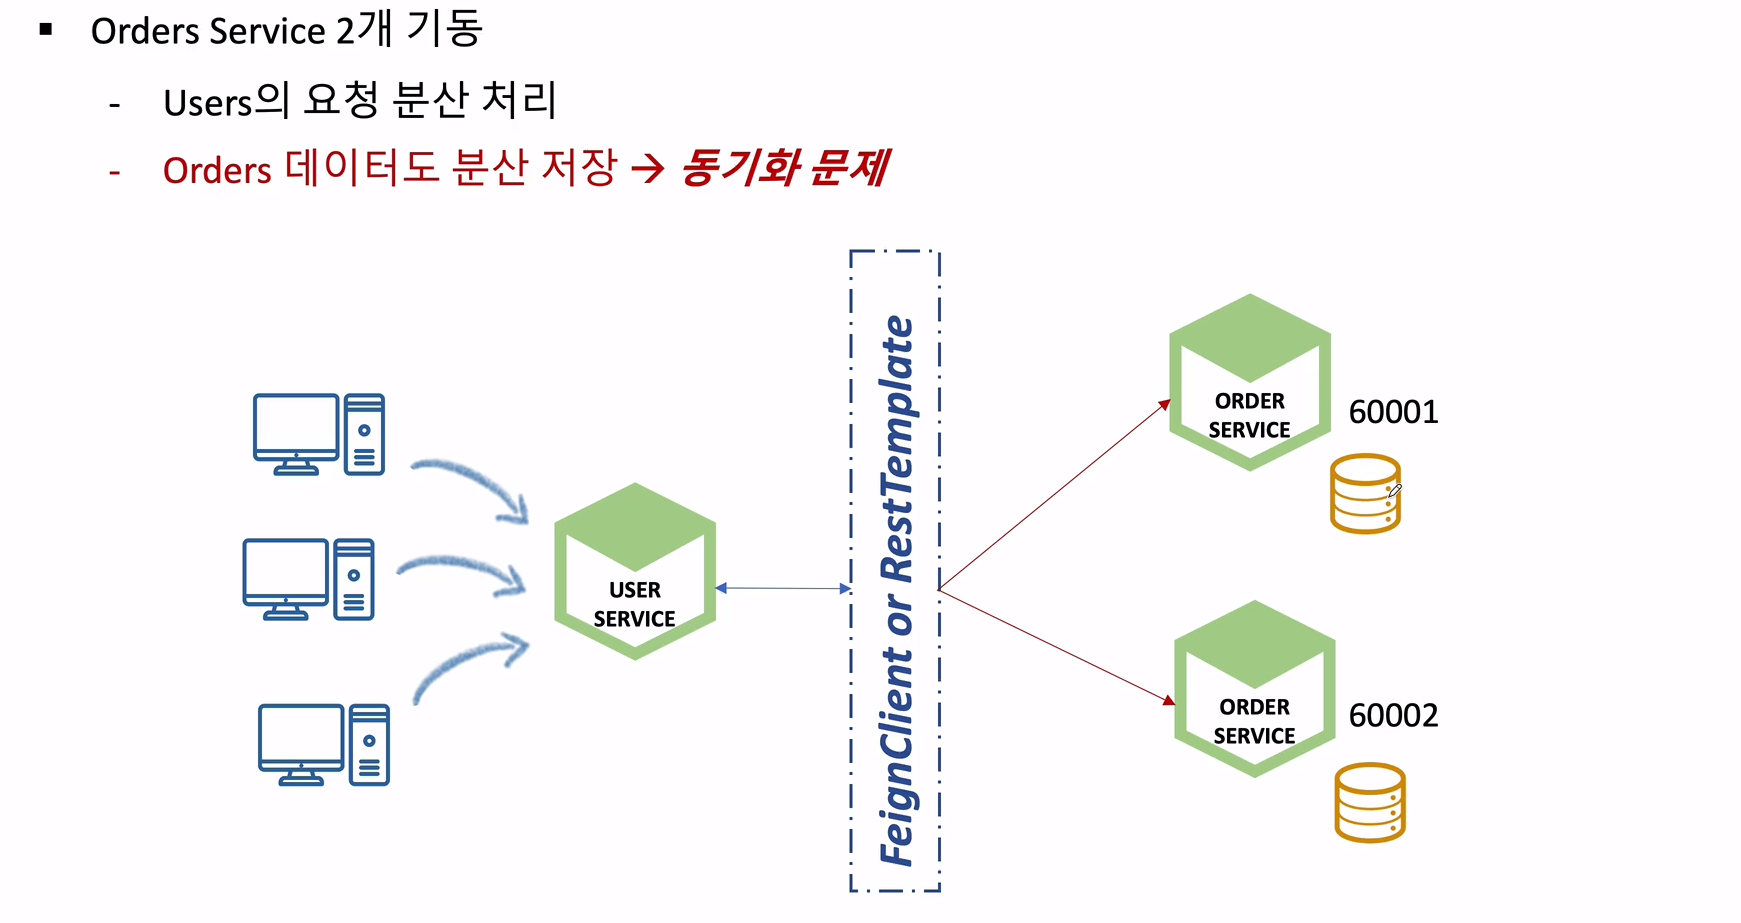 ▪ Orders Service 2개 기동
- Users의 요청 분산 처리
- Orders 데이터도 분산 저장 → 동기화 문제
FeignClient or RestTemplate
ORDER
SERVICE
60001
USER
SERVICE
ORDER
SERVICE
60002